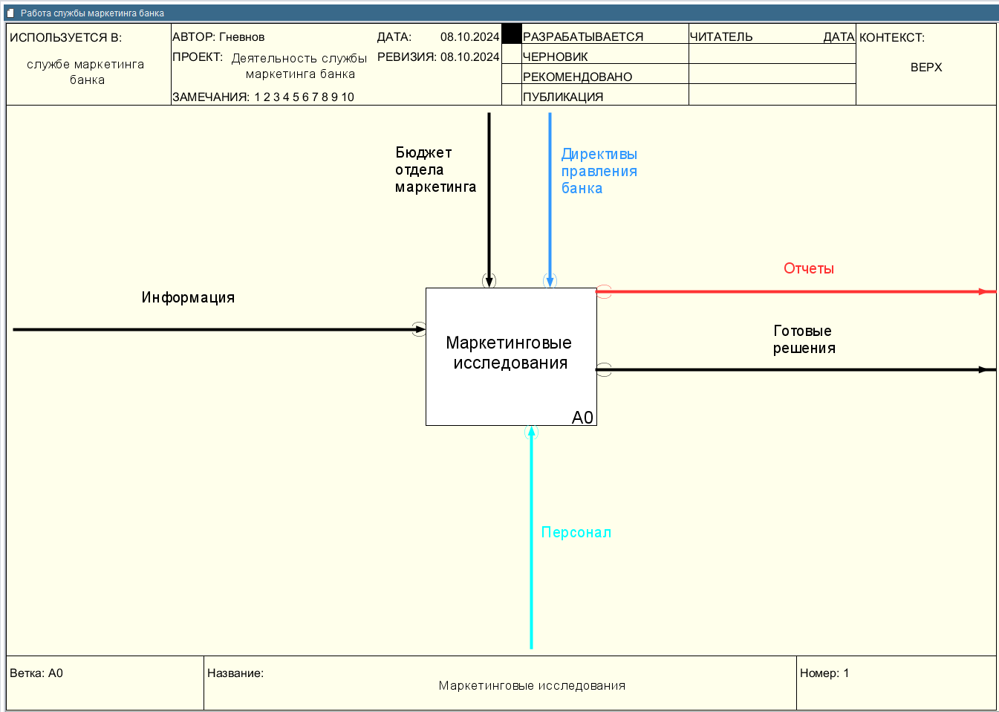 Работа службы маркетинга банка
ИСПОЛЬЗУЕТСЯ В:
службе маркетинга
банка
АВТОР: Гневнов
ДАТА: 08.10.2024
ПРОЕКТ: Деятельность службы
маркетинга банка
РЕВИЗИЯ: 08.10.2024
ЗАМЕЧАНИЯ: 1 2 3 4 5 6 7 8 9 10
РАЗРАБАТЫВАЕТСЯ
ЧЕРНОВИК
РЕКОМЕНДОВАНО
ПУБЛИКАЦИЯ
ЧИТАТЕЛЬ ДАТА
КОНТЕКСТ:
ВЕРХ
Бюджет
отдела
маркетинга
Директивы
правления
банка
Отчеты
Информация
Готовые
решения
Маркетинговые
исследования
A0
Персонал
Ветка: A0
Название:
Маркетинговые исследования
Номер: 1